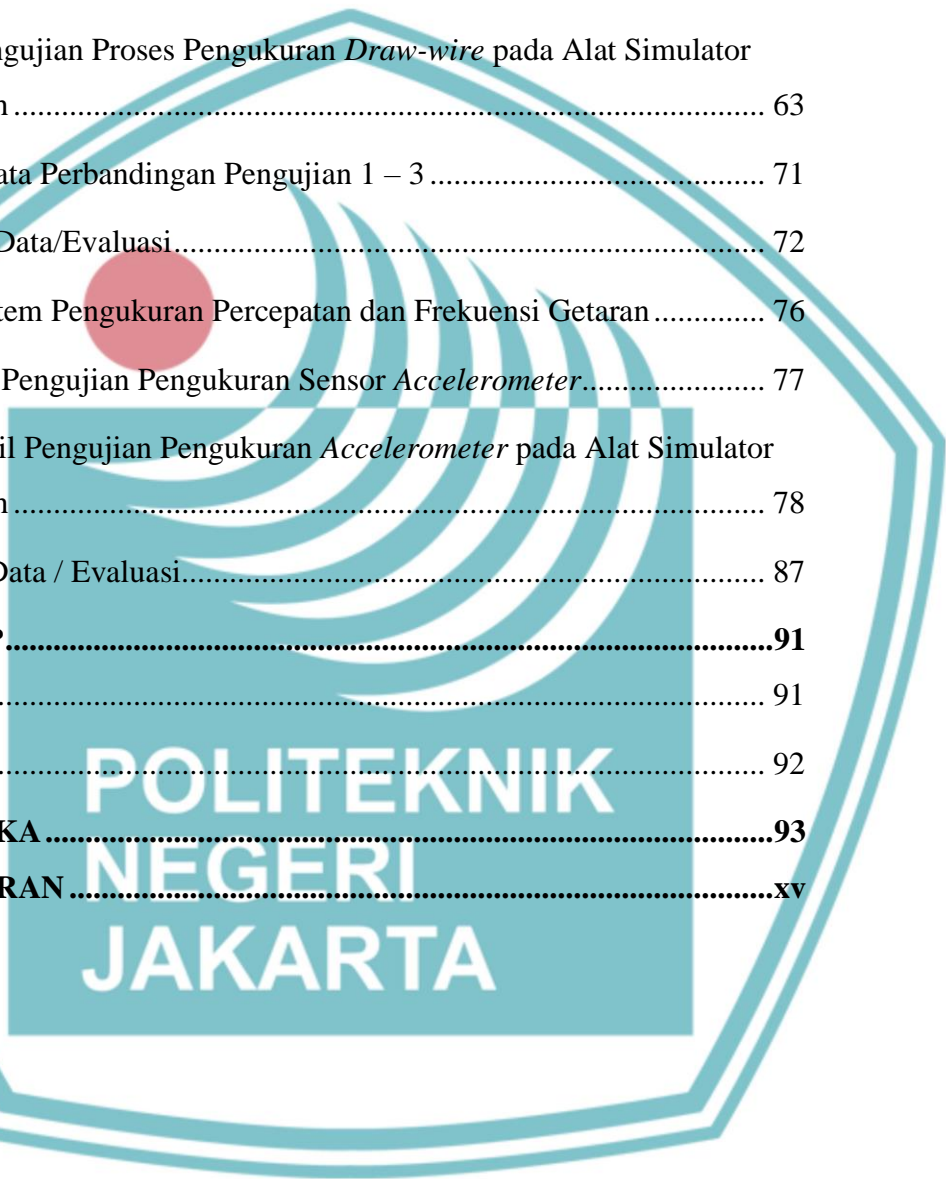 ngujian Proses Pengukuran Draw-wire pada Alat Simulator
n ........................................ 63
ata Perbandingan Pengujian 1 – 3 ........................................ 71
Data/Evaluasi ........................................ 72
tem Pengukuran Percepatan dan Frekuensi Getaran .............. 76
Pengujian Pengukuran Sensor Accelerometer ....................... 77
il Pengujian Pengukuran Accelerometer pada Alat Simulator
n ........................................ 78
Data / Evaluasi ........................................ 87
........................................ 91
........................................ 91
........................................ 92
KA ........................................ 93
RAN ........................................ xv
POLITEKNIK
NEGERI
JAKARTA